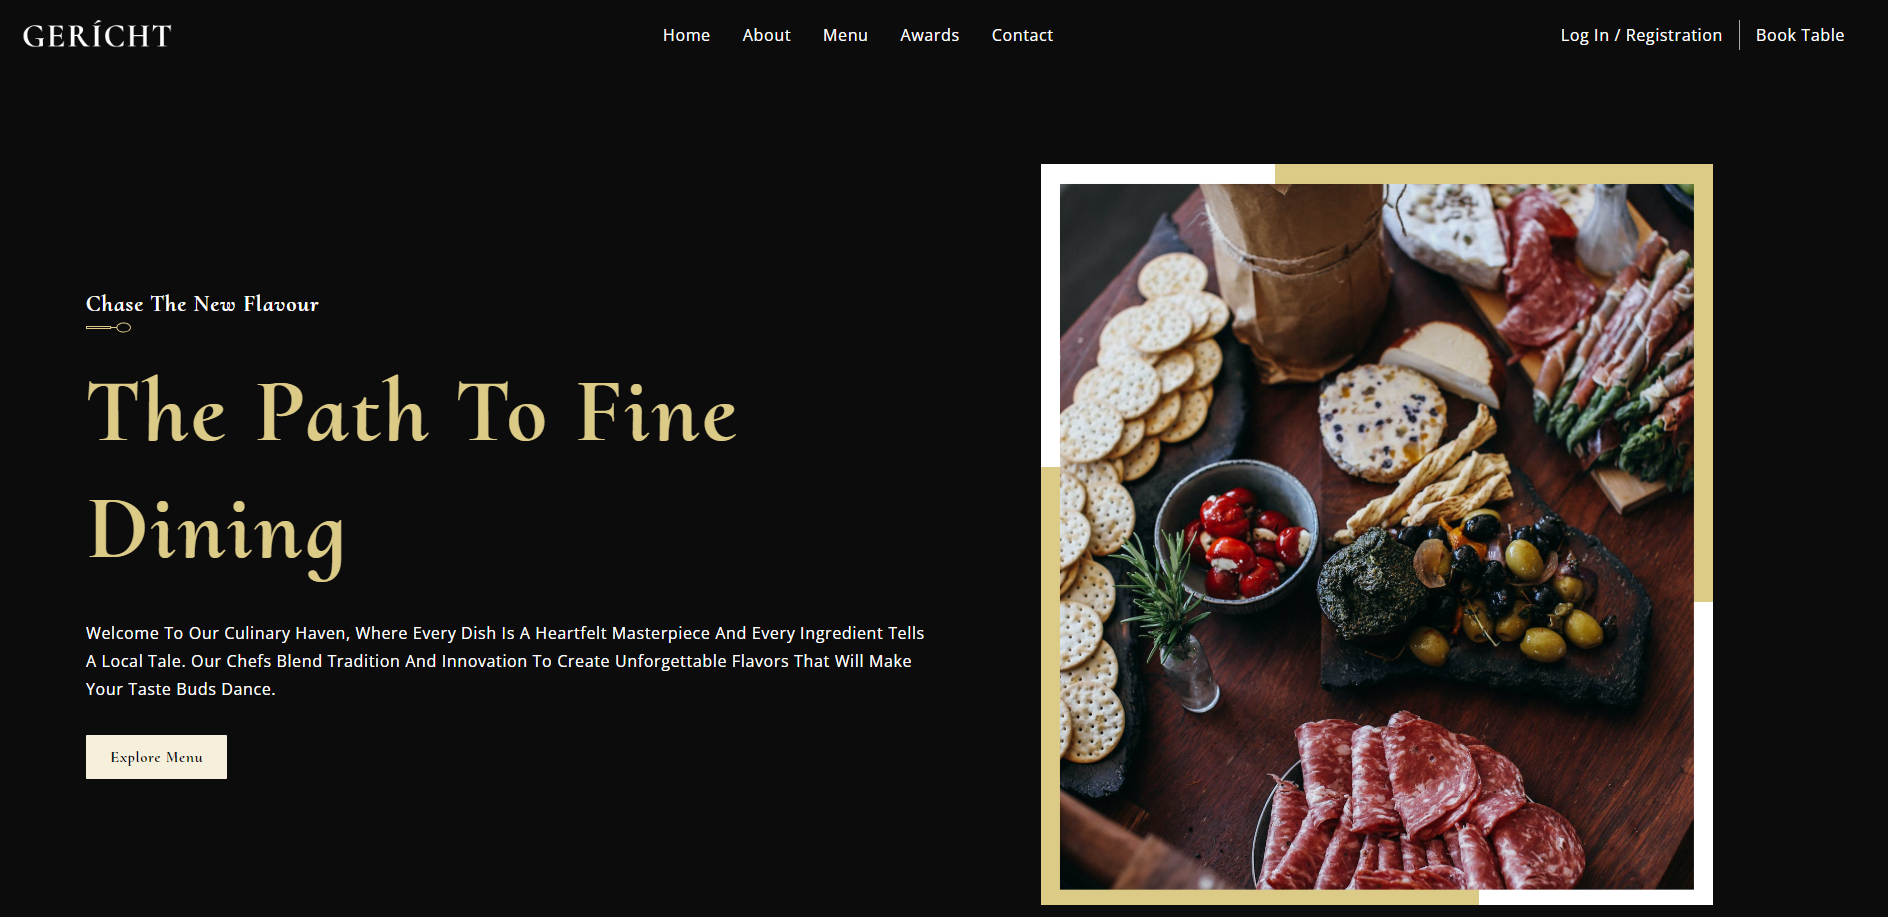 GERÍCHT
Home About Menu Awards Contact
Log In / Registration Book Table
Chase The New Flavour
The Path To Fine
Dining
Welcome To Our Culinary Haven, Where Every Dish Is A Heartfelt Masterpiece And Every Ingredient Tells
A Local Tale. Our Chefs Blend Tradition And Innovation To Create Unforgettable Flavors That Will Make
Your Taste Buds Dance.
Explore Menu